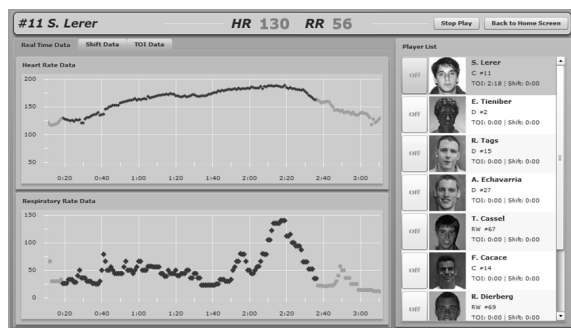 #11 S. Lerer
HR 130 RR 56
Stop Play
Back to Home Screen
Real Time Data
Shift Data
TOI Data
Heart Rate Data
200
150
100
50
0:20 0:40 1:00 1:20 1:40 2:00 2:20 2:40 3:00
Respiratory Rate Data
150
100
50
0
0:20 0:40 1:00 1:20 1:40 2:00 2:20 2:40 3:00
Player List
Off
S. Lerer
C #11
TOI: 2:18 | Shift: 0:00
Off
E. Tieniber
D #2
TOI: 0:00 | Shift: 0:00
Off
R. Tags
D #15
TOI: 0:00 | Shift: 0:00
Off
A. Echavarria
D #27
TOI: 0:00 | Shift: 0:00
Off
T. Cassel
RW #67
TOI: 0:00 | Shift: 0:00
Off
F. Cacace
C #14
TOI: 0:00 | Shift: 0:00
Off
R. Dierberg
RW #69
TOI: 0:00 | Shift: 0:00